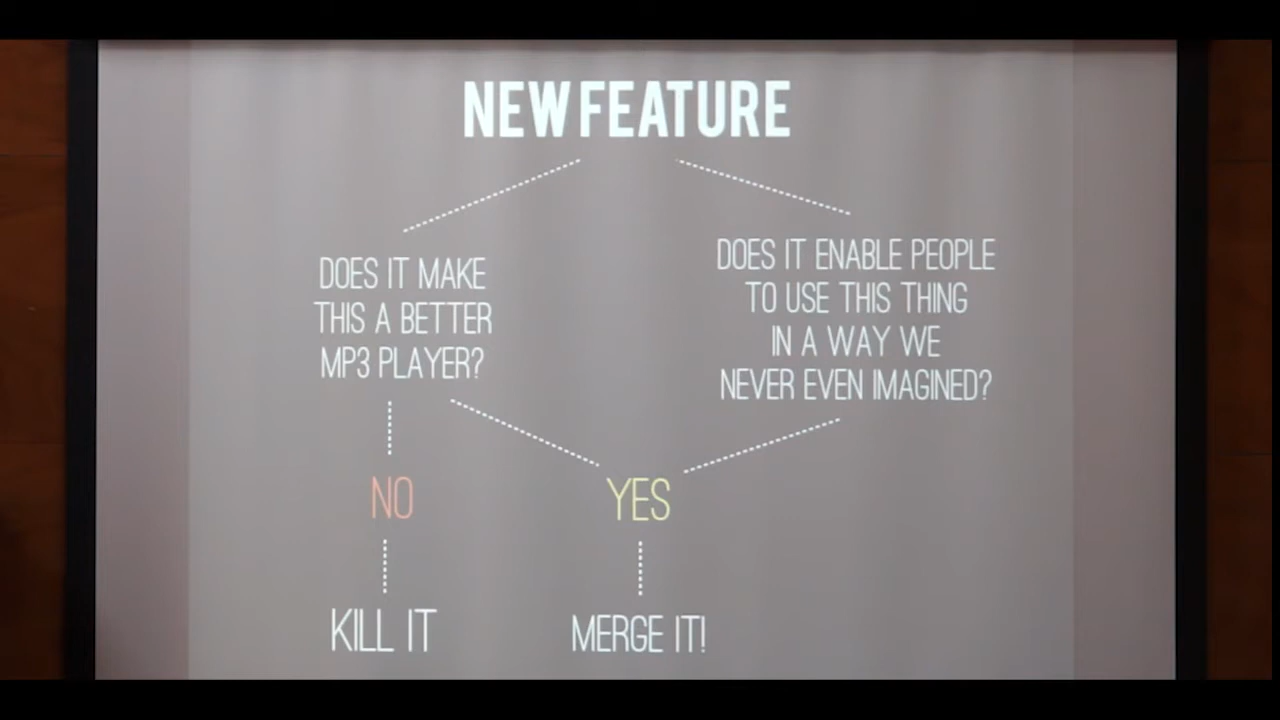 NEW FEATURE
DOES IT MAKE
THIS A BETTER
MP3 PLAYER?
DOES IT ENABLE PEOPLE
TO USE THIS THING
IN A WAY WE
NEVER EVEN IMAGINED?
NO
YES
KILL IT
MERGE IT!